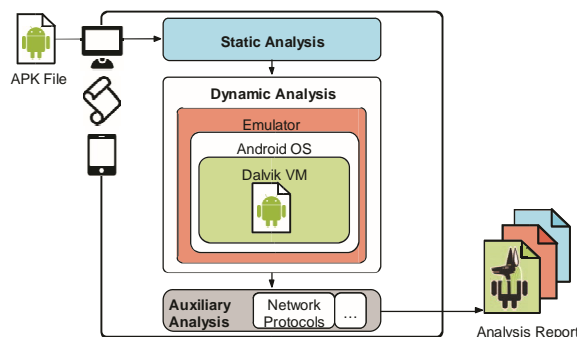 APK File
Static Analysis
Dynamic Analysis
Emulator
Android OS
Dalvik VM
Auxiliary
Analysis
Network
Protocols
...
Analysis Report